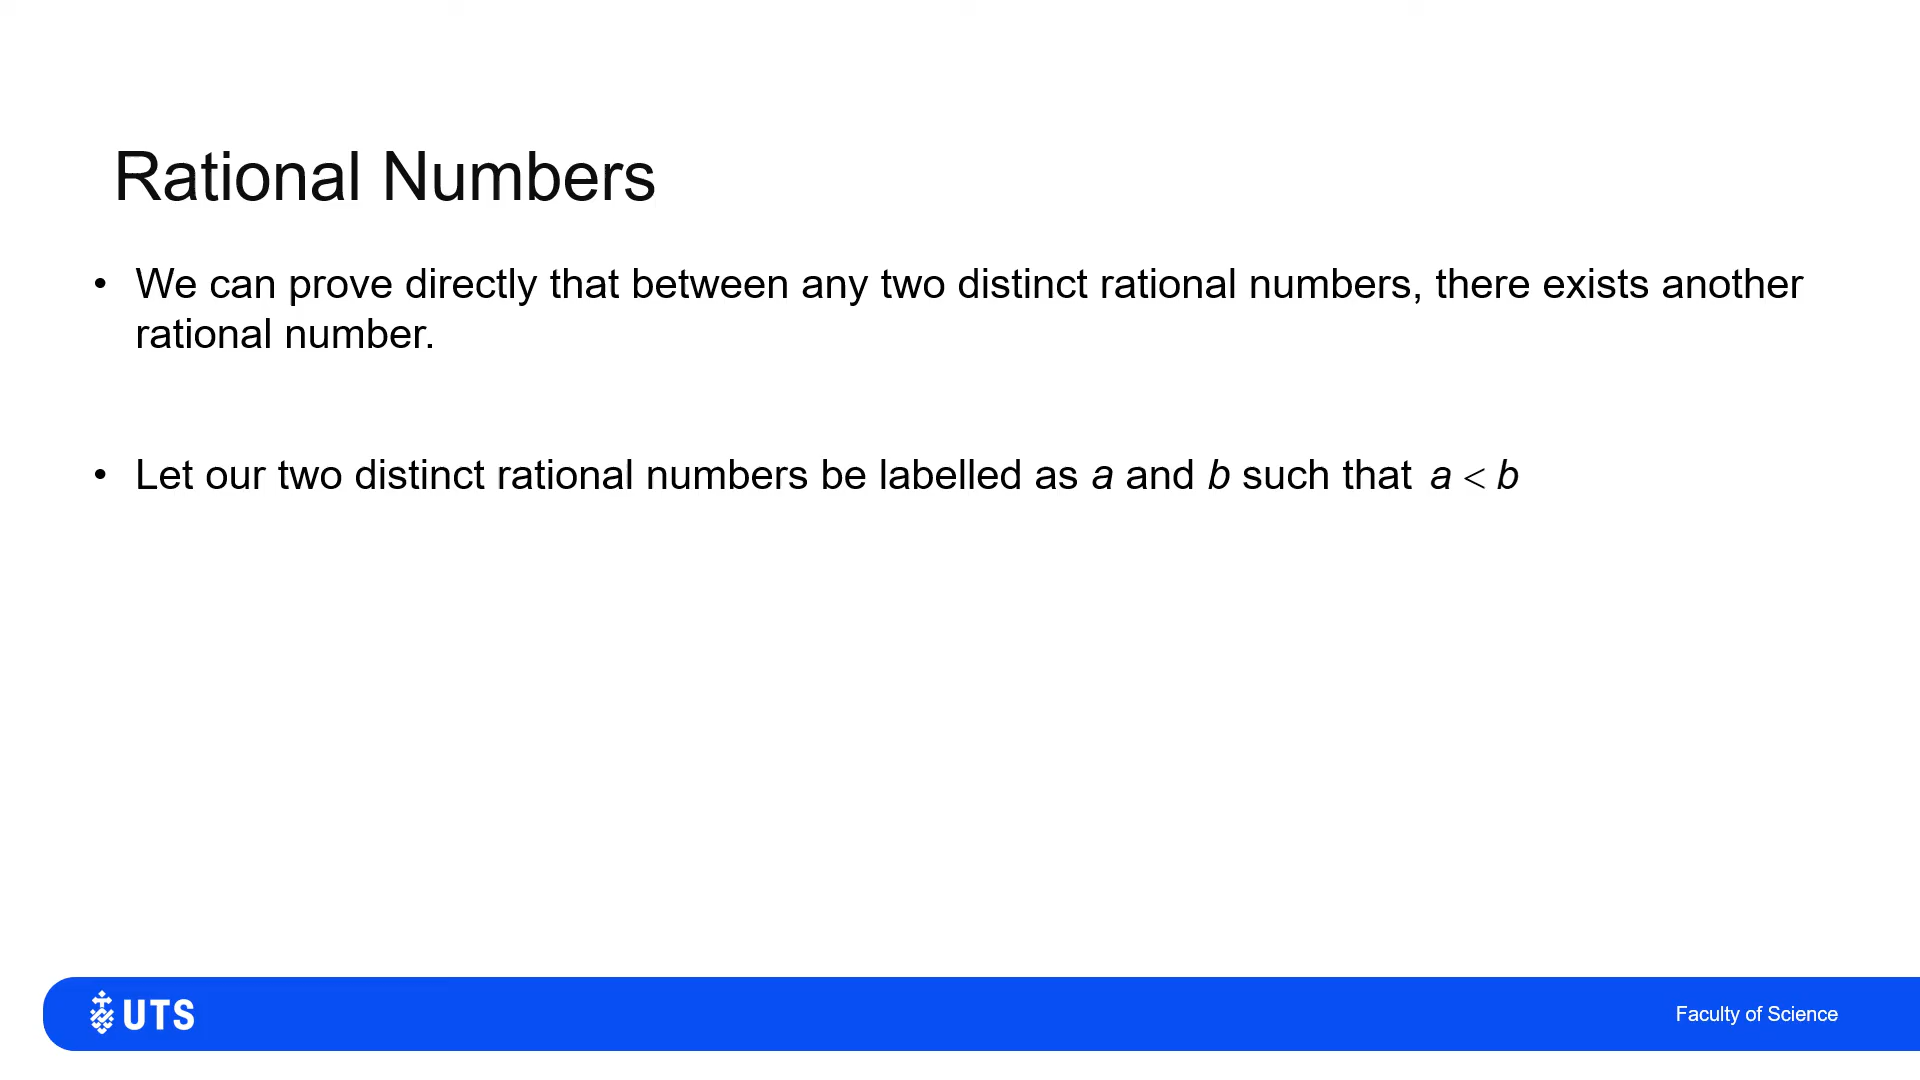 Rational Numbers
• We can prove directly that between any two distinct rational numbers, there exists another
rational number.
• Let our two distinct rational numbers be labelled as a and b such that a < b
UTS
Faculty of Science